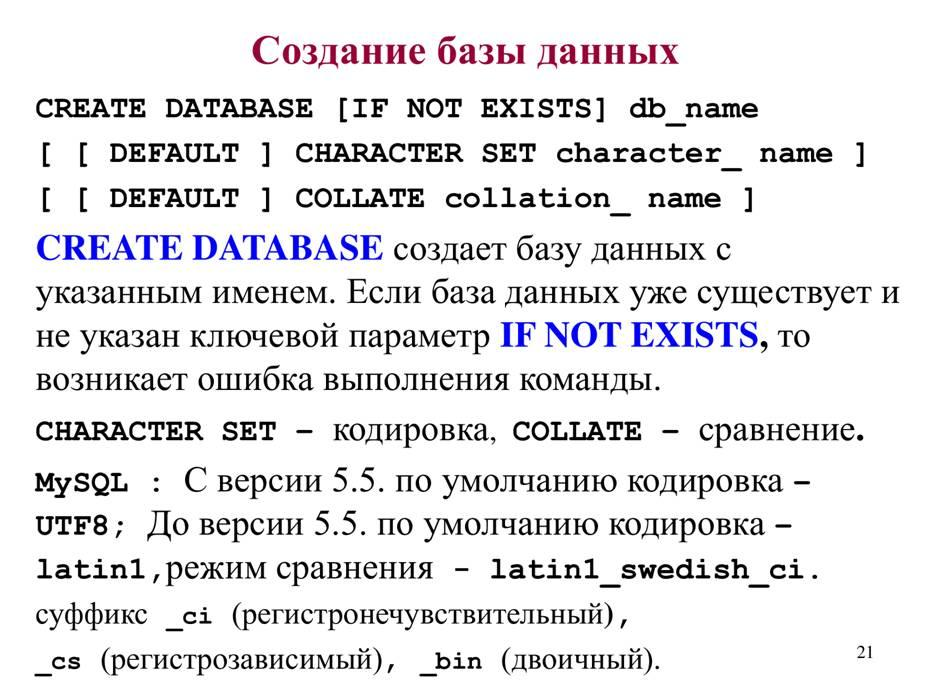 Создание базы данных
CREATE DATABASE [IF NOT EXISTS] db_name
[ [ DEFAULT ] CHARACTER SET character_ name ]
[ [ DEFAULT ] COLLATE collation_ name ]
CREATE DATABASE создает базу данных с
указанным именем. Если база данных уже существует и
не указан ключевой параметр IF NOT EXISTS, то
возникает ошибка выполнения команды.
CHARACTER SET – кодировка, COLLATE – сравнение.
MySQL : С версии 5.5. по умолчанию кодировка –
UTF8; До версии 5.5. по умолчанию кодировка –
latin1,режим сравнения - latin1_swedish_ci.
суффикс _ci (регистронечувствительный),
_cs (регистрозависимый), _bin (двоичный).
21